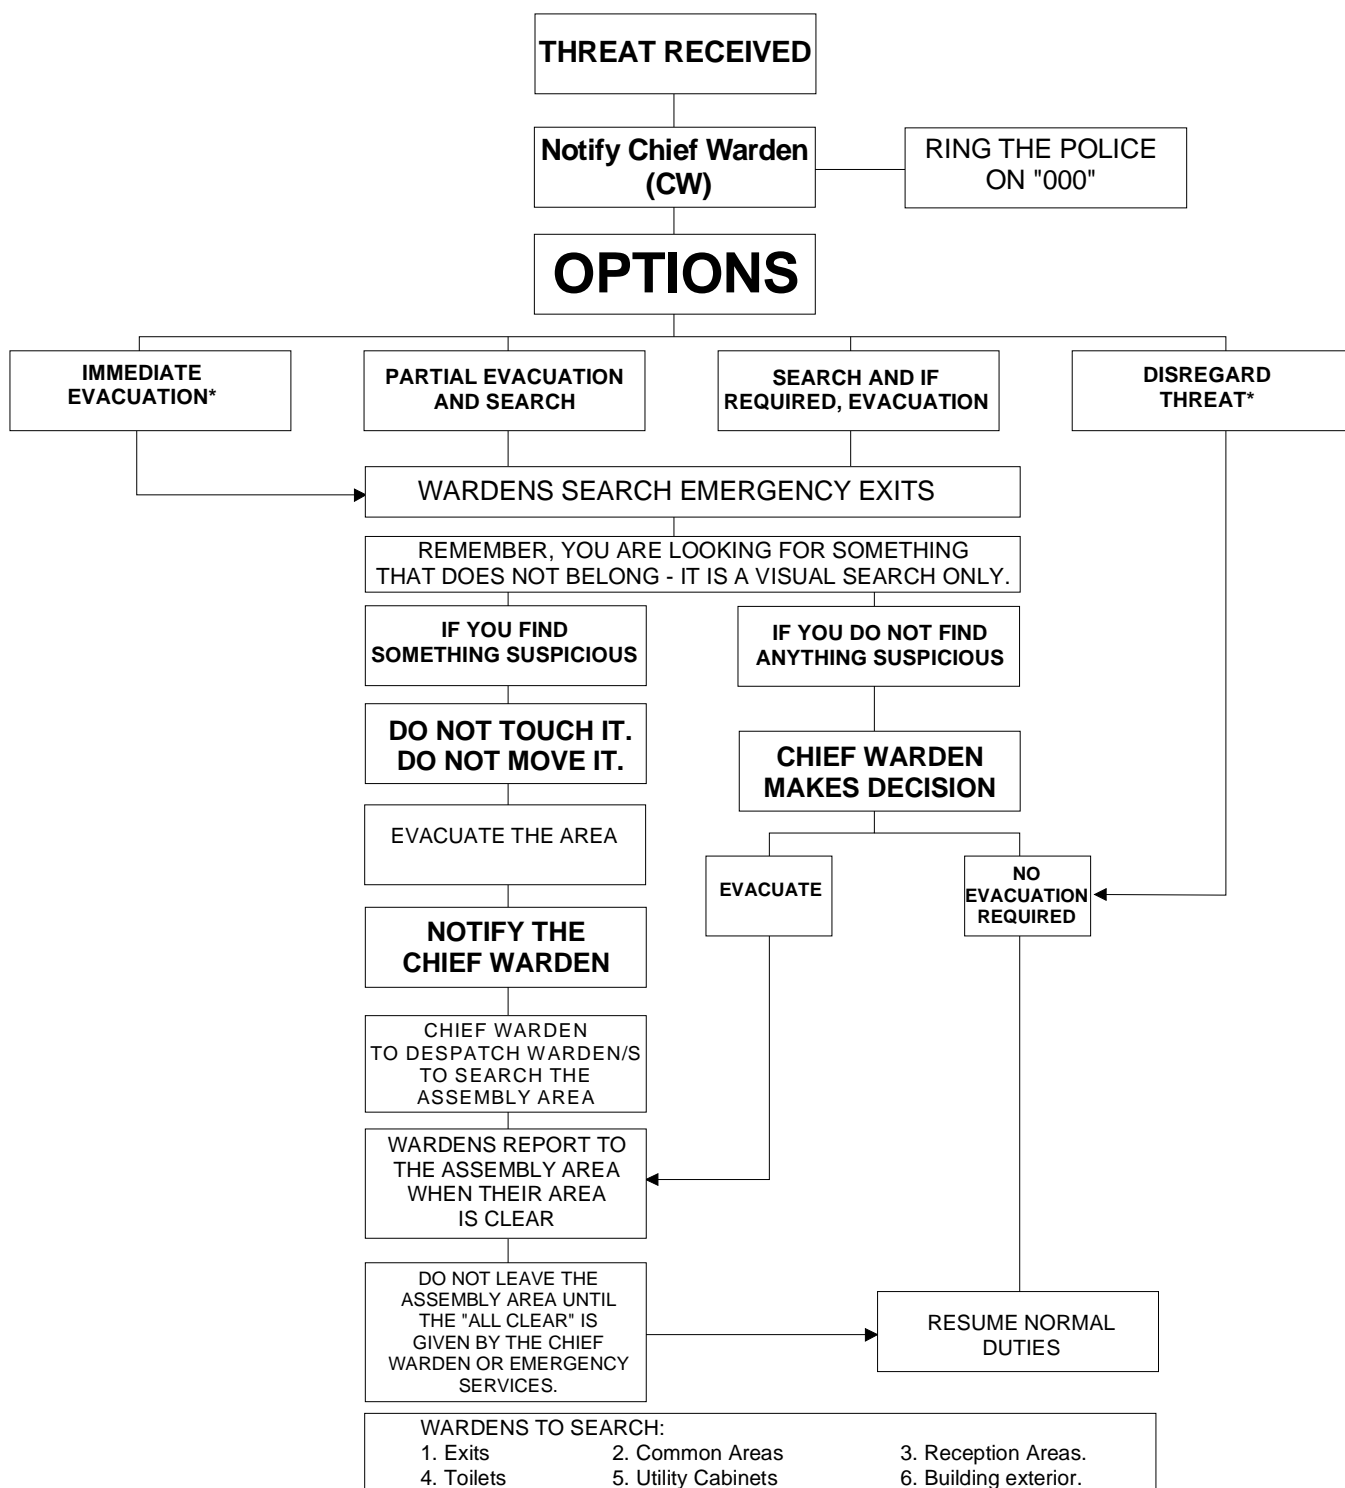 THREAT RECEIVED
Notify Chief Warden
(CW)
RING THE POLICE
ON "000"
OPTIONS
IMMEDIATE
EVACUATION*
PARTIAL EVACUATION
AND SEARCH
SEARCH AND IF
REQUIRED, EVACUATION
DISREGARD
THREAT*
WARDENS SEARCH EMERGENCY EXITS
REMEMBER, YOU ARE LOOKING FOR SOMETHING
THAT DOES NOT BELONG - IT IS A VISUAL SEARCH ONLY.
IF YOU FIND
SOMETHING SUSPICIOUS
IF YOU DO NOT FIND
ANYTHING SUSPICIOUS
DO NOT TOUCH IT.
DO NOT MOVE IT.
CHIEF WARDEN
MAKES DECISION
EVACUATE THE AREA
EVACUATE
NO
EVACUATION
REQUIRED
NOTIFY THE
CHIEF WARDEN
CHIEF WARDEN
TO DESPATCH WARDEN/S
TO SEARCH THE
ASSEMBLY AREA
WARDENS REPORT TO
THE ASSEMBLY AREA
WHEN THEIR AREA
IS CLEAR
DO NOT LEAVE THE
ASSEMBLY AREA UNTIL
THE "ALL CLEAR" IS
GIVEN BY THE CHIEF
WARDEN OR EMERGENCY
SERVICES.
RESUME NORMAL
DUTIES
WARDENS TO SEARCH:
1. Exits 2. Common Areas 3. Reception Areas.
4. Toilets 5. Utility Cabinets 6. Building exterior.